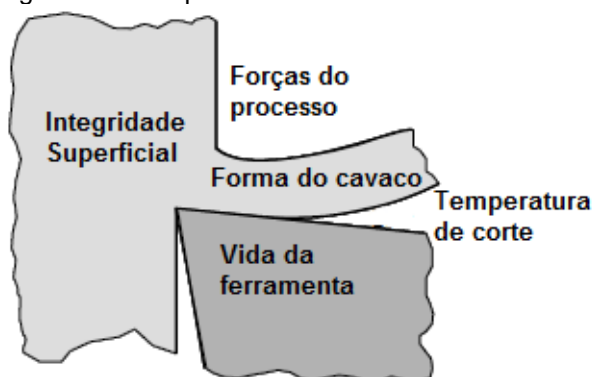 Forças do
processo
Integridade
Superficial
Forma do cavaco
Temperatura
de corte
Vida da
ferramenta